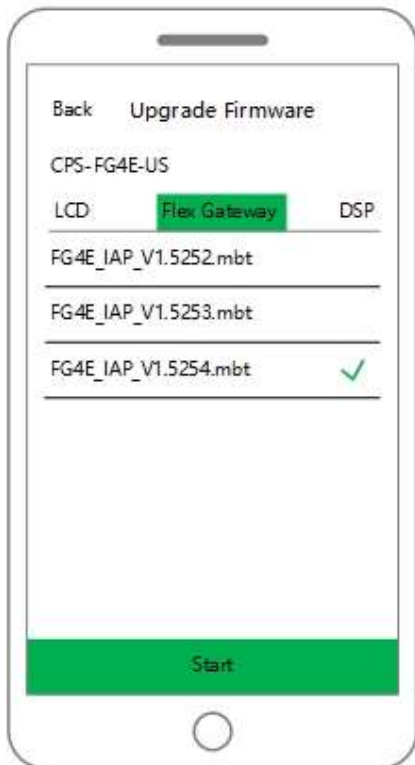 Back Upgrade Firmware
CPS-FG4E-US
LCD Flex Gateway DSP
FG4E_IAP_V1.5252.mbt
FG4E_IAP_V1.5253.mbt
FG4E_IAP_V1.5254.mbt
Start